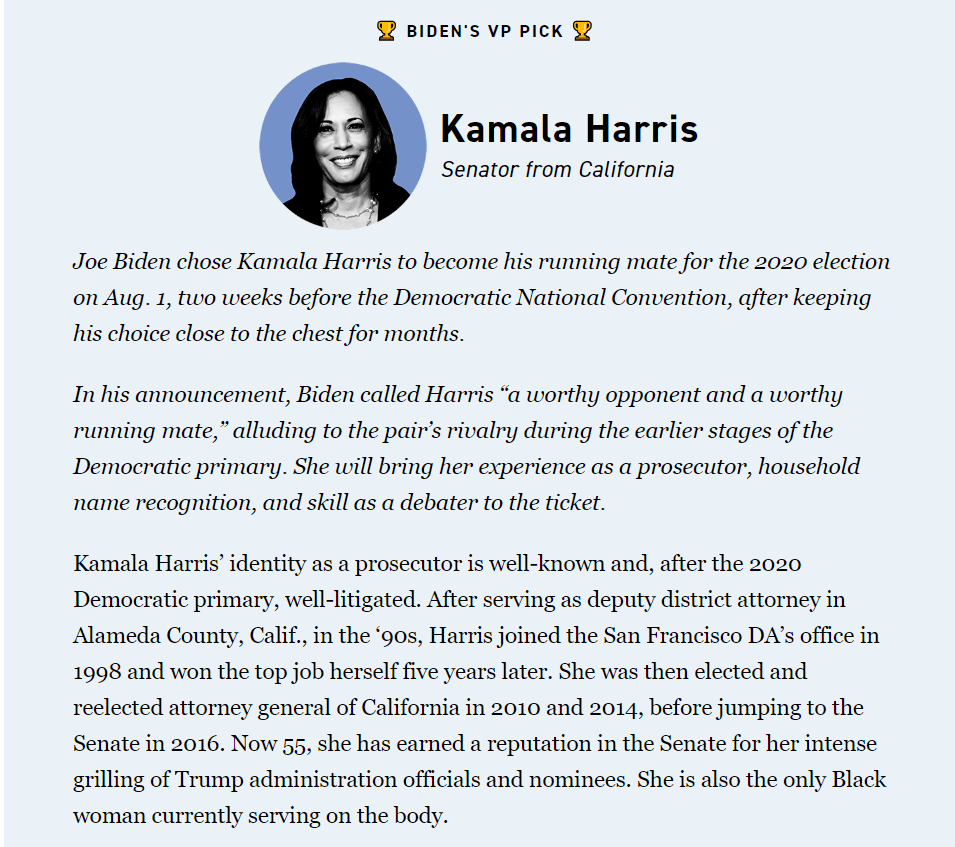 🏆 BIDEN'S VP PICK 🏆
Kamala Harris
Senator from California
Joe Biden chose Kamala Harris to become his running mate for the 2020 election
on Aug. 1, two weeks before the Democratic National Convention, after keeping
his choice close to the chest for months.
In his announcement, Biden called Harris “a worthy opponent and a worthy
running mate,” alluding to the pair’s rivalry during the earlier stages of the
Democratic primary. She will bring her experience as a prosecutor, household
name recognition, and skill as a debater to the ticket.
Kamala Harris’ identity as a prosecutor is well-known and, after the 2020
Democratic primary, well-litigated. After serving as deputy district attorney in
Alameda County, Calif., in the ‘90s, Harris joined the San Francisco DA’s office in
1998 and won the top job herself five years later. She was then elected and
reelected attorney general of California in 2010 and 2014, before jumping to the
Senate in 2016. Now 55, she has earned a reputation in the Senate for her intense
grilling of Trump administration officials and nominees. She is also the only Black
woman currently serving on the body.